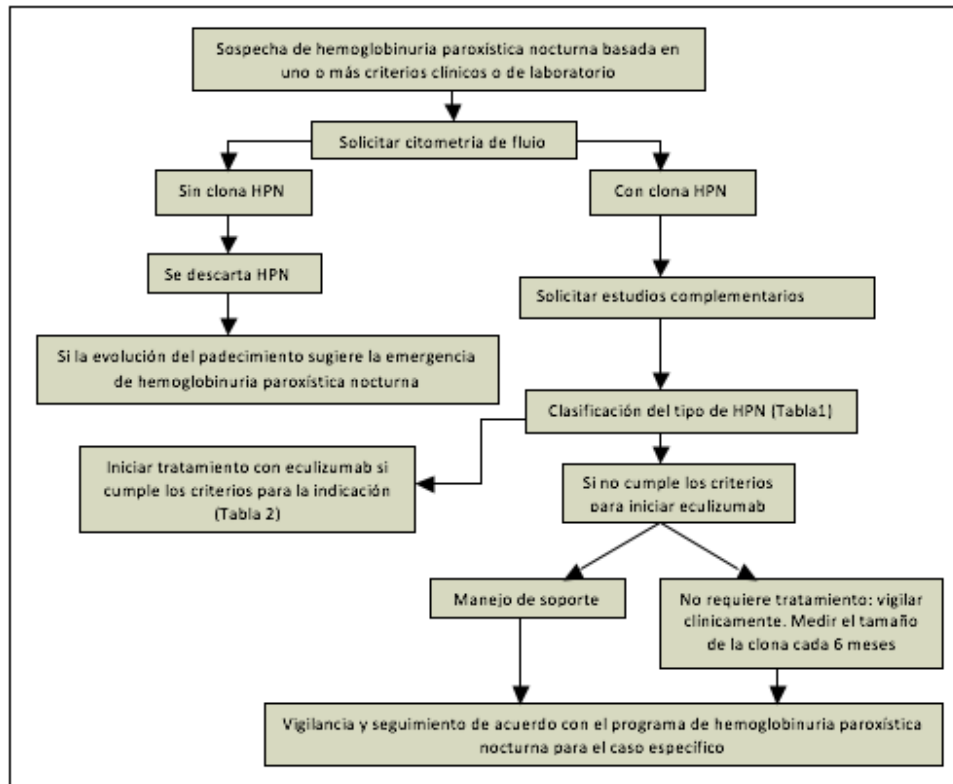 Sospecha de hemoglobinuria paroxística nocturna basada en
uno o más criterios clínicos o de laboratorio
Solicitar citometria de fluio
Sin clona HPN
Con clona HPN
Se descarta HPN
Solicitar estudios complementarios
Si la evolución del padecimiento sugiere la emergencia
de hemoglobinuria paroxística nocturna
Clasificación del tipo de HPN (Tabla1)
Iniciar tratamiento con eculizumab si
cumple los criterios para la indicación
(Tabla 2)
Si no cumple los criterios
para iniciar eculizumab
Manejo de soporte
No requiere tratamiento: vigilar
clinicamente. Medir el tamaño
de la clona cada 6 meses
Vigilancia y seguimiento de acuerdo con el programa de hemoglobinuria paroxística
nocturna para el caso específico